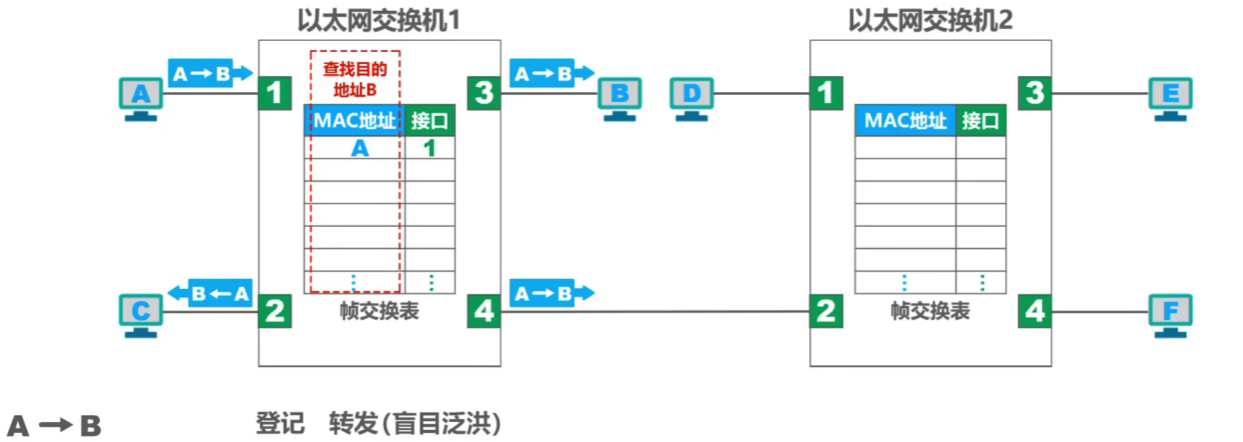 以太网交换机1
以太网交换机2
A→B
查找目的
地址B
A→B
A
1
3
B
D
1
3
E
MAC地址 接口
A 1
⋮ ⋮
帧交换表
MAC地址 接口
⋮ ⋮
帧交换表
B←A
A→B
C
2
4
2
4
F
A→B 登记 转发(盲目泛洪)